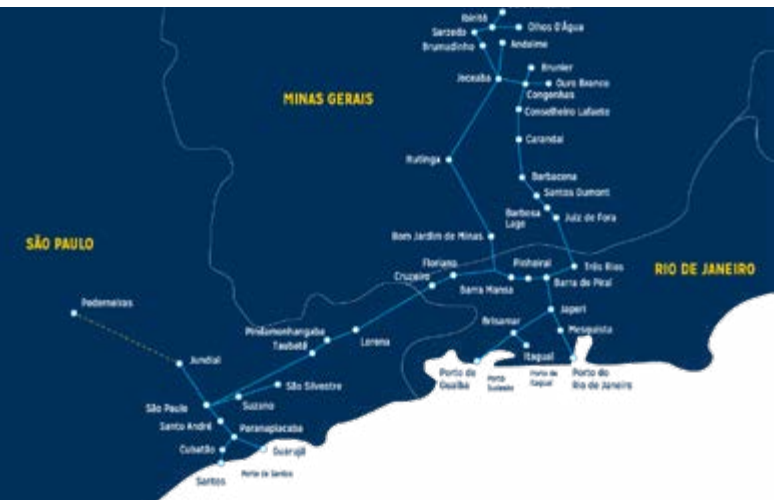 Ibirité
Olhos D'Água
Sarzedo
Brumadinho
Andaime
Jeceaba
Brunier
Ouro Branco
Congonhas
Conselheiro Lafaete
MINAS GERAIS
Carandaí
Rutinga
Barbacena
Santos Dumont
Barbosa
Lage
Juiz de Fora
Bom Jardim de Minas
SÃO PAULO
Floriano
Pinheiral
Três Rios
RIO DE JANEIRO
Cruzeiro
Barra Mansa
Barra do Piraí
Pederneiras
Japeri
Brisamar
Mesquista
Pindamonhangaba
Lorena
Taubaté
Itaguaí
Jundiaí
Porto de
Guaíba
Porto
Sudeste
Porto de
Itaguaí
Porto do
Rio de Janeiro
São Silvestre
Suzano
São Paulo
Santo André
Paranapiacaba
Cubatão
Guarujá
Porto de Santos
Santos